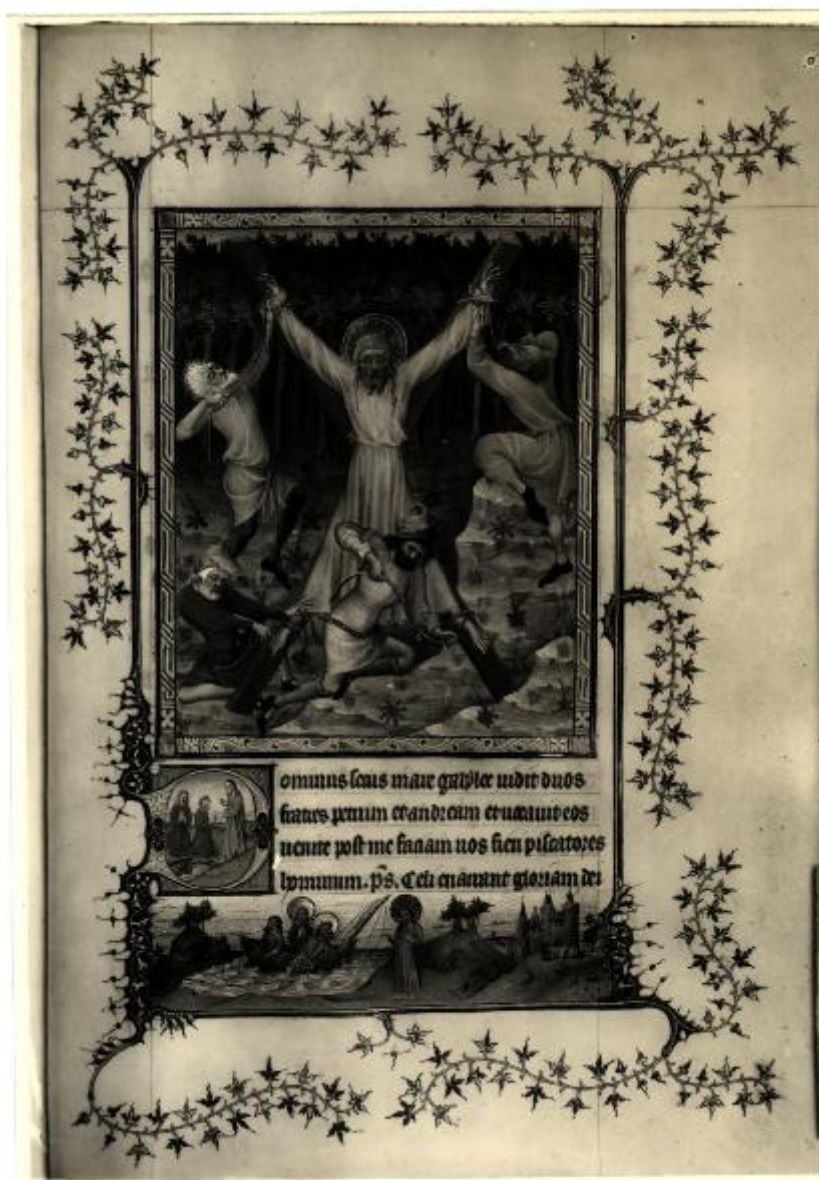 ominus secus mare galylee uidit duos
fratres petrum et andream et uocauit eos
uenite post me faciam uos fieri piscatores
hominum. ps. Celi enarrant gloriam dei